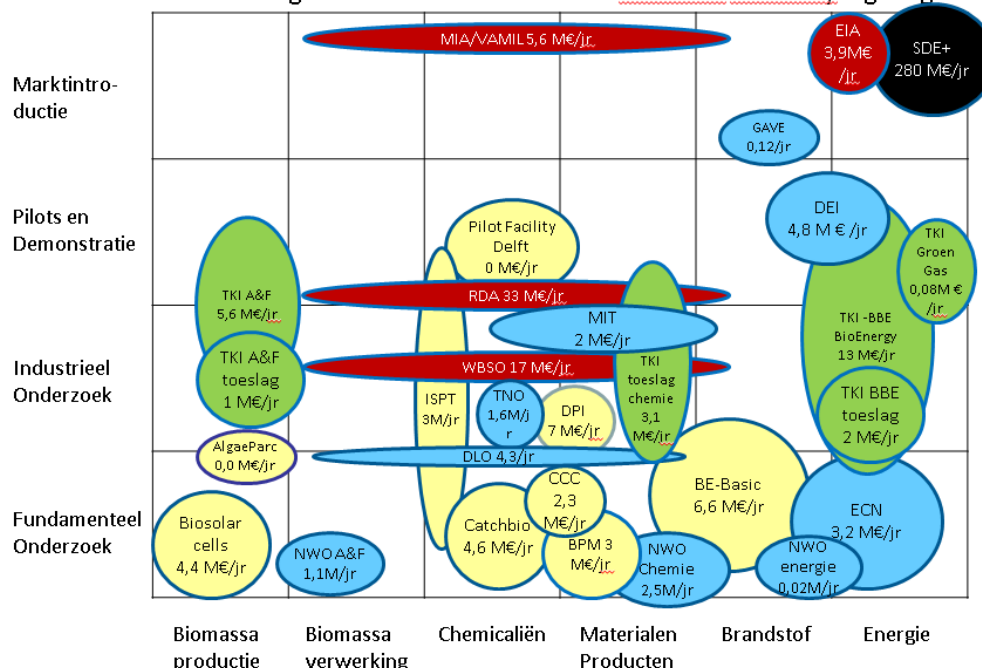 MIA/VAMIL 5,6 M€/jr
EIA
3,9M€
/jr
SDE+
280 M€/jr
Marktintro-
ductie
GAVE
0,12/jr
Pilots en
Demonstratie
Pilot Facility
Delft
0 M€/jr
DEI
4,8 M € /jr
TKI
Groen
Gas
0,08M €
/jr
TKI A&F
5,6 M€/jr
RDA 33 M€/jr
MIT
2 M€/jr
TKI -BBE
BioEnergy
13 M€/jr
Industrieel
Onderzoek
TKI A&F
toeslag
1 M€/jr
WBSO 17 M€/jr
ISPT
3M/jr
TNO
1,6M/j
r
DPI
7 M€/jr
TKI
toeslag
chemie
3,1
M€/jr
TKI BBE
toeslag
2 M€/jr
AlgaeParc
0,0 M€/jr
DLO 4,3/jr
Fundamenteel
Onderzoek
Biosolar
cells
4,4 M€/jr
NWO A&F
1,1M/jr
Catchbio
4,6 M€/jr
CCC
2,3
M€/jr
BPM 3
M€/jr
NWO
Chemie
2,5M/jr
BE-Basic
6,6 M€/jr
ECN
3,2 M€/jr
NWO
energie
0,02M/jr
Biomassa
productie
Biomassa
verwerking
Chemicaliën
Materialen
Producten
Brandstof
Energie